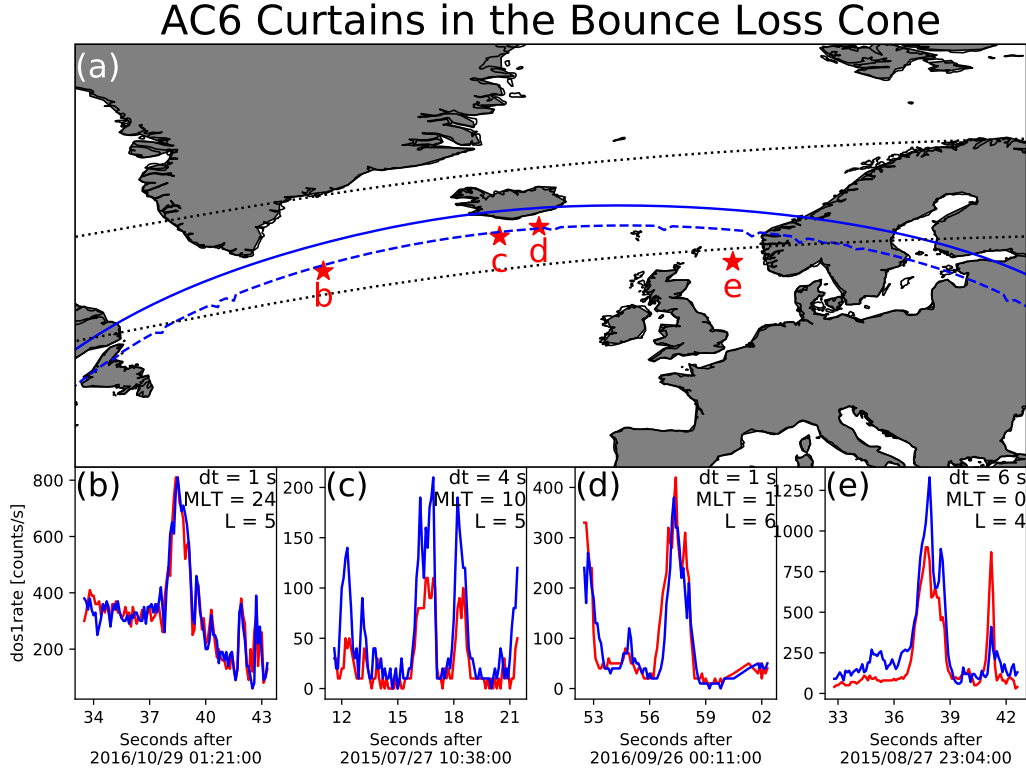 AC6 Curtains in the Bounce Loss Cone
(a)
b
c
d
e
(b)
dt = 1 s
MLT = 24
L = 5
(c)
dt = 4 s
MLT = 10
L = 5
(d)
dt = 1 s
MLT = 1
L = 6
(e)
dt = 6 s
MLT = 0
L = 4
dos1rate [counts/s]
800
600
400
200
200
150
100
50
0
400
300
200
100
0
1250
1000
750
500
250
0
34 37 40 43
12 15 18 21
53 56 59 02
33 36 39 42
Seconds after
2016/10/29 01:21:00
Seconds after
2015/07/27 10:38:00
Seconds after
2016/09/26 00:11:00
Seconds after
2015/08/27 23:04:00